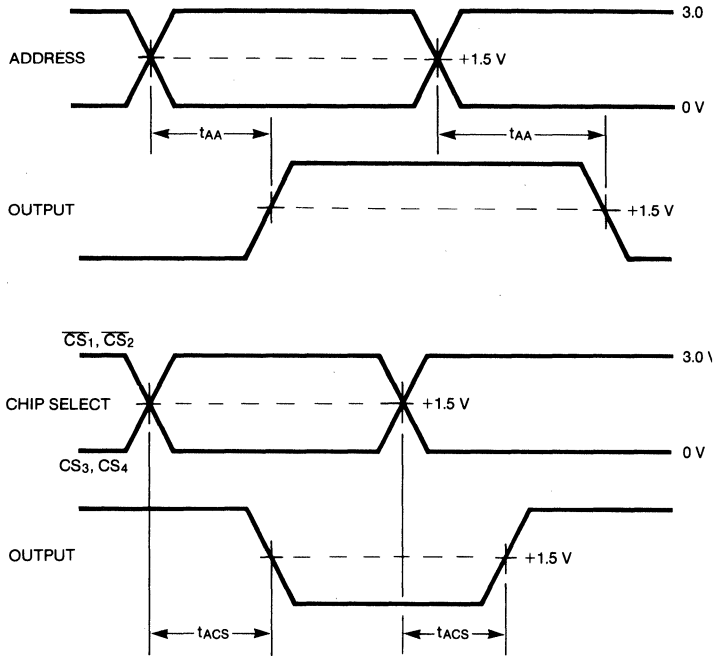 3.0
ADDRESS
+1.5 V
0 V
tAA
tAA
OUTPUT
+1.5 V
CS1, CS2
3.0 V
CHIP SELECT
+1.5 V
0 V
CS3, CS4
OUTPUT
+1.5 V
tACS
tACS